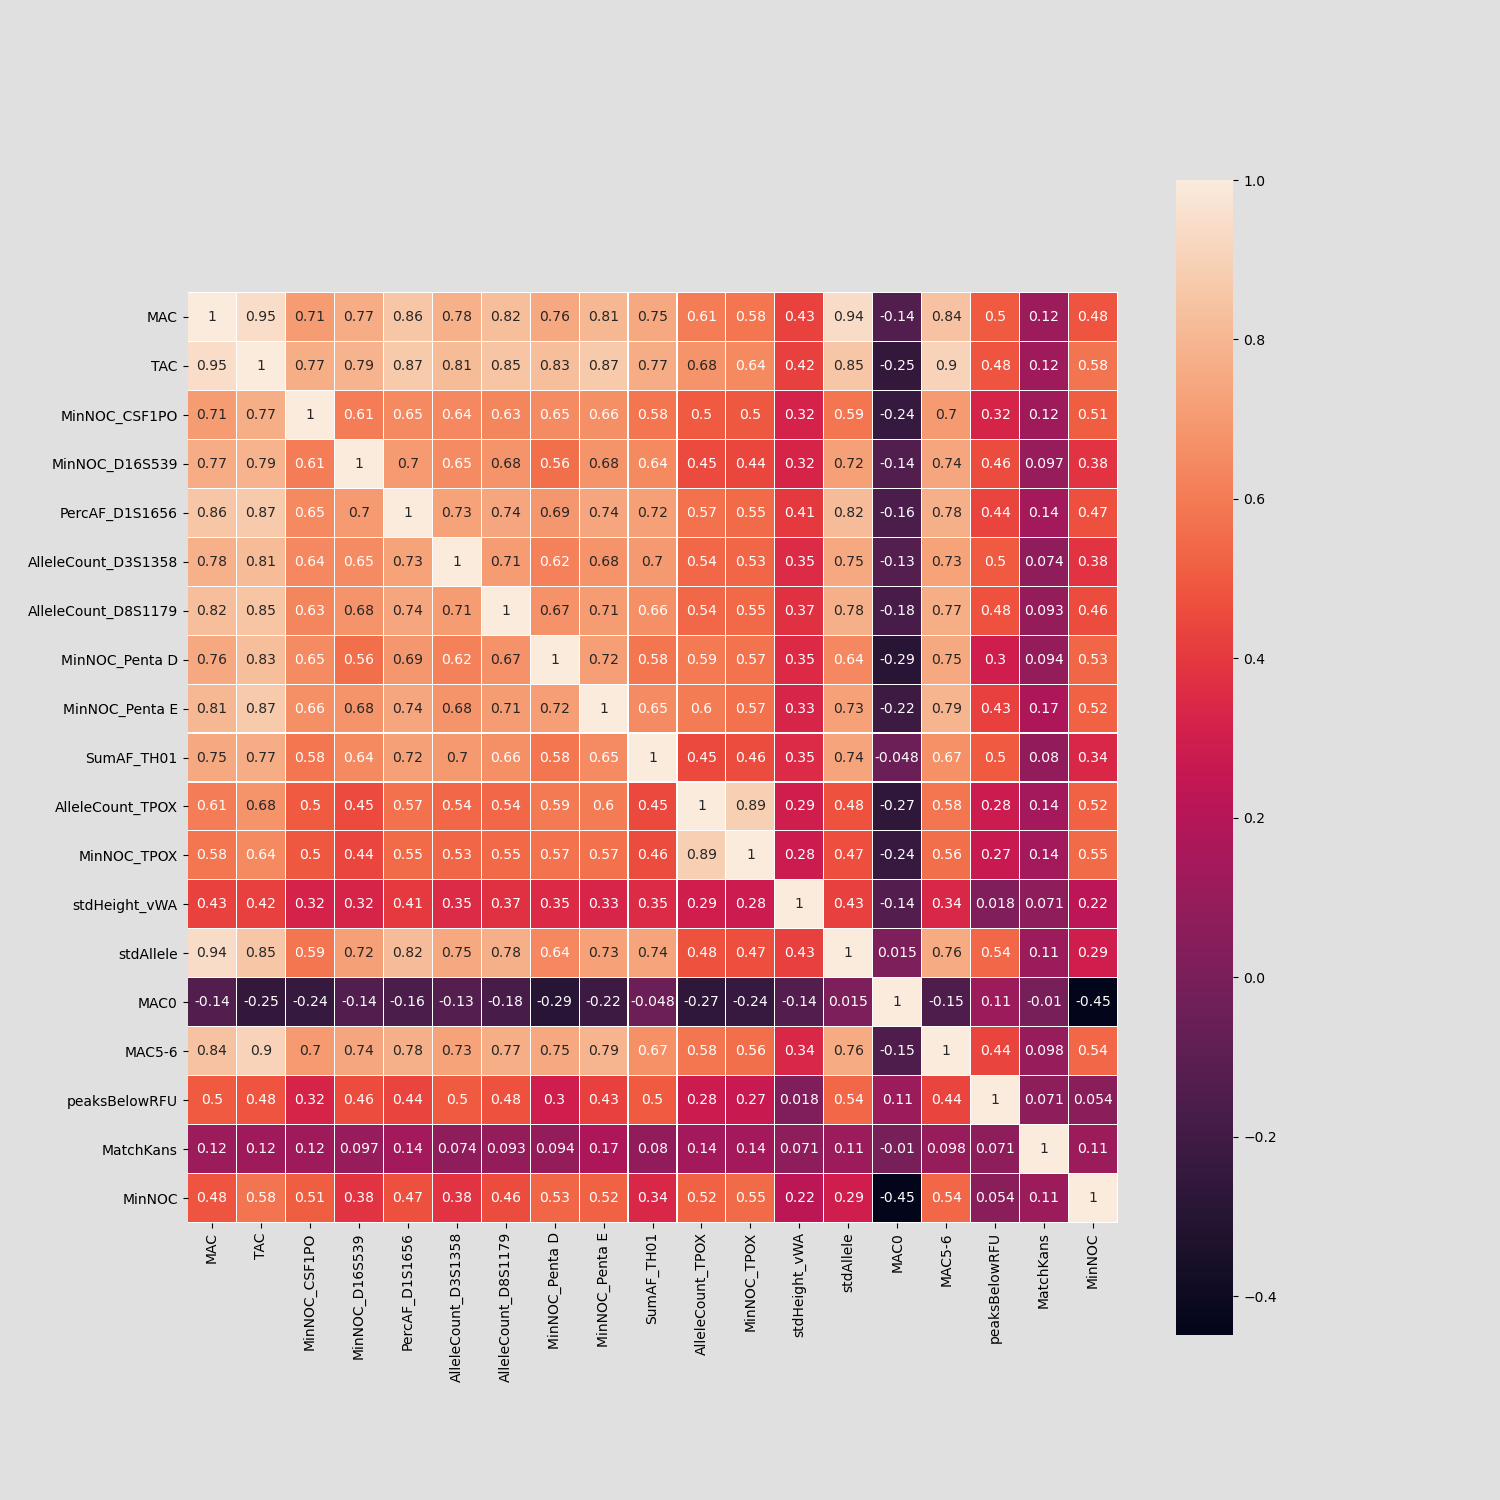 1.0
MAC 1 0.95 0.71 0.77 0.86 0.78 0.82 0.76 0.81 0.75 0.61 0.58 0.43 0.94 -0.14 0.84 0.5 0.12 0.48
0.8
TAC 0.95 1 0.77 0.79 0.87 0.81 0.85 0.83 0.87 0.77 0.68 0.64 0.42 0.85 -0.25 0.9 0.48 0.12 0.58
MinNOC_CSF1PO 0.71 0.77 1 0.61 0.65 0.64 0.63 0.65 0.66 0.58 0.5 0.5 0.32 0.59 -0.24 0.7 0.32 0.12 0.51
MinNOC_D16S539 0.77 0.79 0.61 1 0.7 0.65 0.68 0.56 0.68 0.64 0.45 0.44 0.32 0.72 -0.14 0.74 0.46 0.097 0.38
0.6
PercAF_D1S1656 0.86 0.87 0.65 0.7 1 0.73 0.74 0.69 0.74 0.72 0.57 0.55 0.41 0.82 -0.16 0.78 0.44 0.14 0.47
AlleleCount_D3S1358 0.78 0.81 0.64 0.65 0.73 1 0.71 0.62 0.68 0.7 0.54 0.53 0.35 0.75 -0.13 0.73 0.5 0.074 0.38
AlleleCount_D8S1179 0.82 0.85 0.63 0.68 0.74 0.71 1 0.67 0.71 0.66 0.54 0.55 0.37 0.78 -0.18 0.77 0.48 0.093 0.46
MinNOC_Penta D 0.76 0.83 0.65 0.56 0.69 0.62 0.67 1 0.72 0.58 0.59 0.57 0.35 0.64 -0.29 0.75 0.3 0.094 0.53
0.4
MinNOC_Penta E 0.81 0.87 0.66 0.68 0.74 0.68 0.71 0.72 1 0.65 0.6 0.57 0.33 0.73 -0.22 0.79 0.43 0.17 0.52
SumAF_TH01 0.75 0.77 0.58 0.64 0.72 0.7 0.66 0.58 0.65 1 0.45 0.46 0.35 0.74 -0.048 0.67 0.5 0.08 0.34
AlleleCount_TPOX 0.61 0.68 0.5 0.45 0.57 0.54 0.54 0.59 0.6 0.45 1 0.89 0.29 0.48 -0.27 0.58 0.28 0.14 0.52
0.2
MinNOC_TPOX 0.58 0.64 0.5 0.44 0.55 0.53 0.55 0.57 0.57 0.46 0.89 1 0.28 0.47 -0.24 0.56 0.27 0.14 0.55
stdHeight_vWA 0.43 0.42 0.32 0.32 0.41 0.35 0.37 0.35 0.33 0.35 0.29 0.28 1 0.43 -0.14 0.34 0.018 0.071 0.22
stdAllele 0.94 0.85 0.59 0.72 0.82 0.75 0.78 0.64 0.73 0.74 0.48 0.47 0.43 1 0.015 0.76 0.54 0.11 0.29
0.0
MAC0 -0.14 -0.25 -0.24 -0.14 -0.16 -0.13 -0.18 -0.29 -0.22 -0.048 -0.27 -0.24 -0.14 0.015 1 -0.15 0.11 -0.01 -0.45
MAC5-6 0.84 0.9 0.7 0.74 0.78 0.73 0.77 0.75 0.79 0.67 0.58 0.56 0.34 0.76 -0.15 1 0.44 0.098 0.54
peaksBelowRFU 0.5 0.48 0.32 0.46 0.44 0.5 0.48 0.3 0.43 0.5 0.28 0.27 0.018 0.54 0.11 0.44 1 0.071 0.054
−0.2
MatchKans 0.12 0.12 0.12 0.097 0.14 0.074 0.093 0.094 0.17 0.08 0.14 0.14 0.071 0.11 -0.01 0.098 0.071 1 0.11
MinNOC 0.48 0.58 0.51 0.38 0.47 0.38 0.46 0.53 0.52 0.34 0.52 0.55 0.22 0.29 -0.45 0.54 0.054 0.11 1
−0.4
MAC
TAC
MinNOC_CSF1PO
MinNOC_D16S539
PercAF_D1S1656
AlleleCount_D3S1358
AlleleCount_D8S1179
MinNOC_Penta D
MinNOC_Penta E
SumAF_TH01
AlleleCount_TPOX
MinNOC_TPOX
stdHeight_vWA
stdAllele
MAC0
MAC5-6
peaksBelowRFU
MatchKans
MinNOC